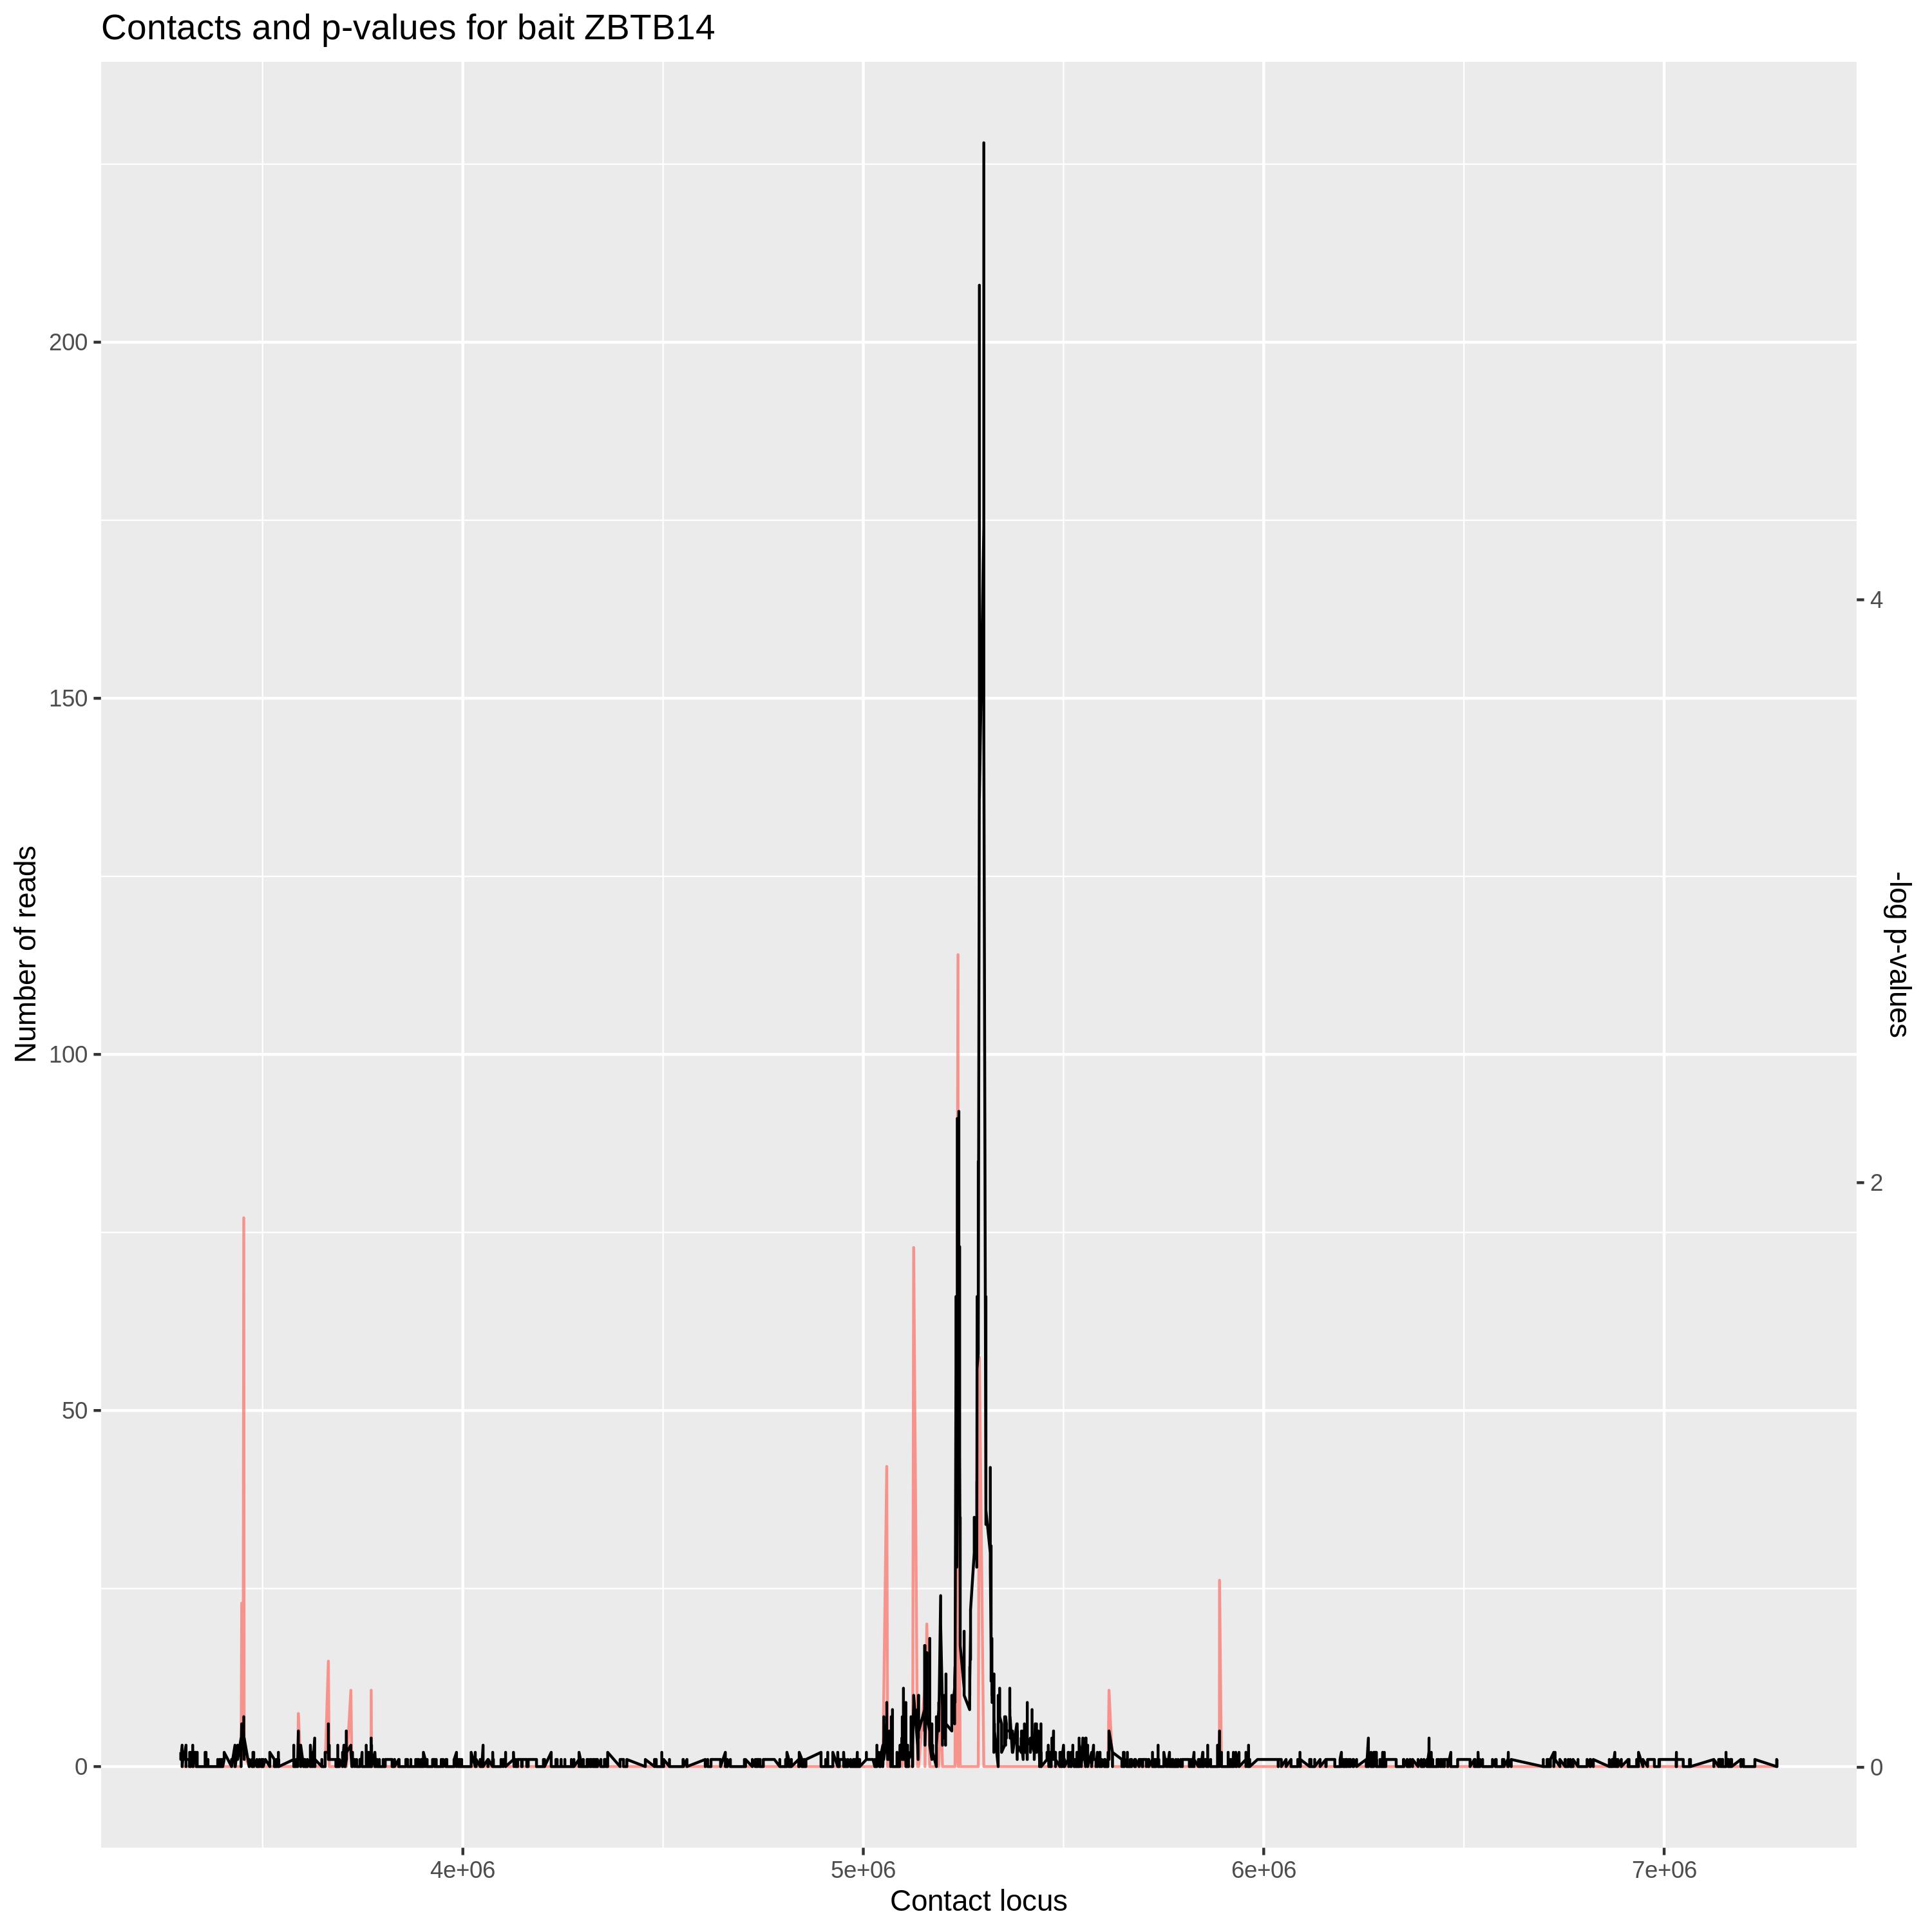 Contacts and p-values for bait ZBTB14
200
150
100
50
0
Number of reads
4
2
0
-log p-values
4e+06
5e+06
6e+06
7e+06
Contact locus